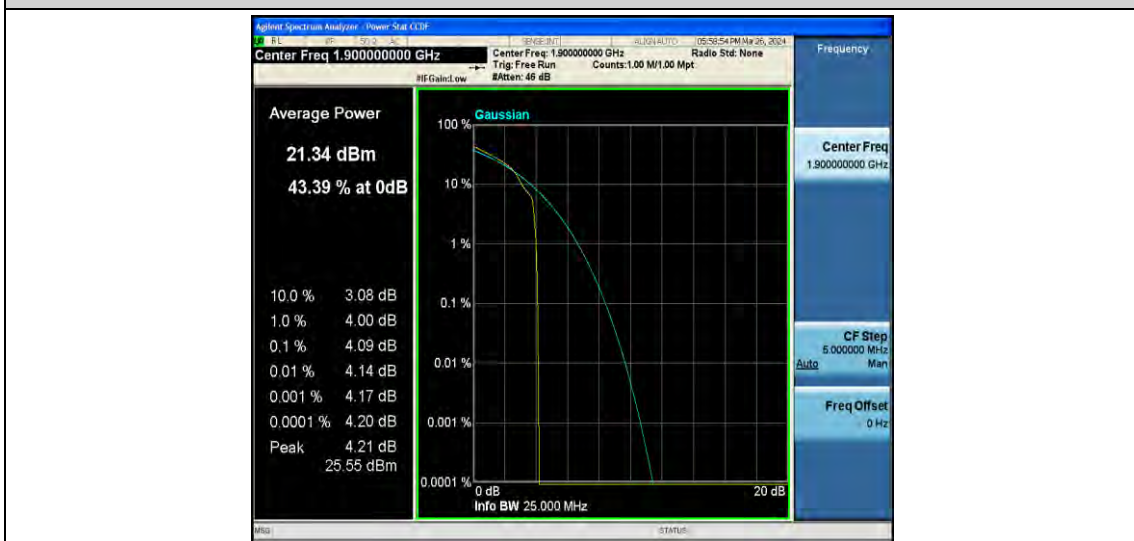 Agilent Spectrum Analyzer - Power Stat CCDF
RL RF 50 Ω AC SENSE:INT ALIGN AUTO 05:58:54 PM Mar 26, 2024
Center Freq 1.900000000 GHz
Center Freq: 1.900000000 GHz Radio Std: None
Trig: Free Run Counts:1.00 M/1.00 Mpt
#IFGain:Low #Atten: 46 dB
Frequency
Average Power
21.34 dBm
43.39 % at 0dB
10.0 % 3.08 dB
1.0 % 4.00 dB
0.1 % 4.09 dB
0.01 % 4.14 dB
0.001 % 4.17 dB
0.0001 % 4.20 dB
Peak 4.21 dB
25.55 dBm
Gaussian
100 %
10 %
1 %
0.1 %
0.01 %
0.001 %
0.0001 %
0 dB 20 dB
Info BW 25.000 MHz
Center Freq
1.900000000 GHz
CF Step
5.000000 MHz
Auto Man
Freq Offset
0 Hz
MSG STATUS